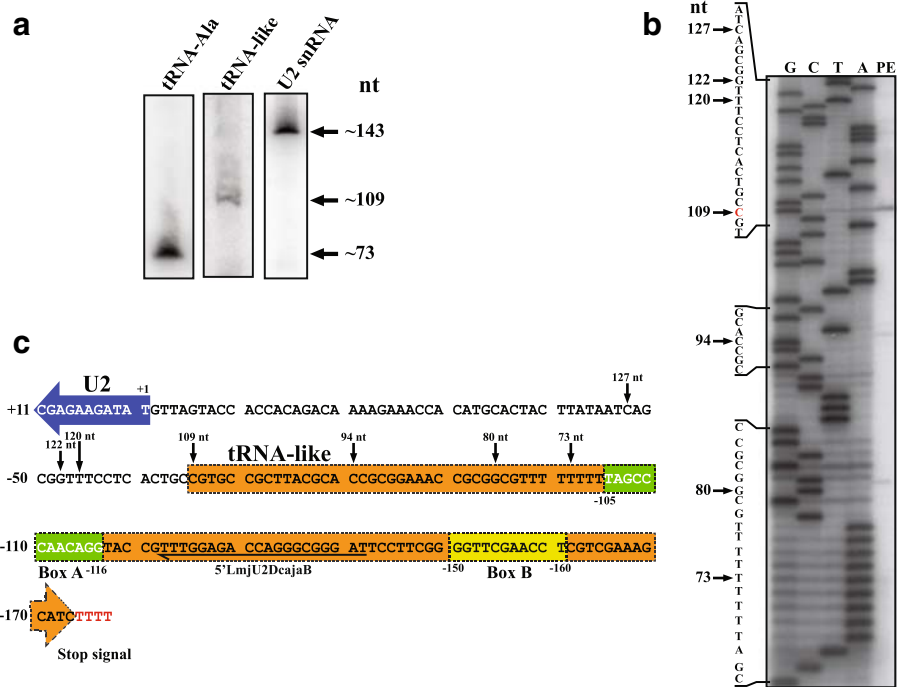 a
tRNA-Ala
tRNA-like
U2 snRNA
nt
~143
~109
~73
b
nt
127
122
120
109
94
80
73
A
T
C
A
G
C
G
G
T
T
T
C
C
T
C
A
C
T
G
C
C
G
T
G
C
A
C
C
G
C
C
C
G
C
G
G
C
G
T
T
T
T
T
T
T
T
T
A
G
C
G C T A PE
c
U2
+1
127 nt
+11 CGAGAAGATA TGTTAGTACC ACCACAGACA AAAGAAACCA CATGCACTAC TTATAATCAG
122 nt 120 nt 109 nt tRNA-like 94 nt 80 nt 73 nt
-50 CGGTTTCCTC ACTGCCGTGC CGCTTACGCA CCGCGGAAAC CGCGGCGTTT TTTTTTAGCC
-105
-110 CAACAGGTAC CGTTTGGAGA CCAGGGCGGG ATTCCTTCGG GGTTCGAACC TCGTCGAAAG
Box A -116 5'LmjU2DcajaB -150 Box B -160
-170 CATCTTTT
Stop signal